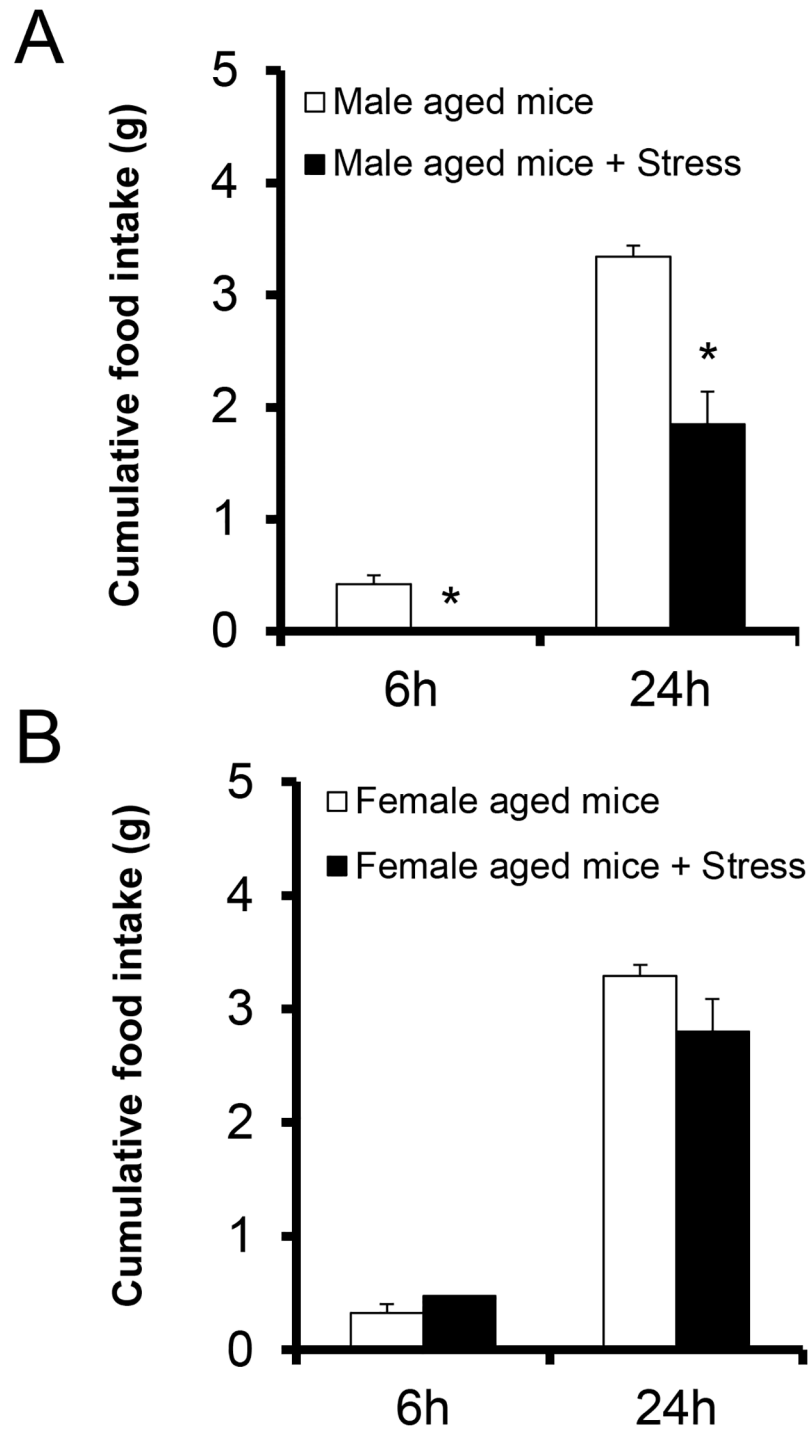 A
Cumulative food intake (g)
5
4
3
2
1
0
Male aged mice
Male aged mice + Stress
*
*
6h
24h
B
Cumulative food intake (g)
5
4
3
2
1
0
Female aged mice
Female aged mice + Stress
6h
24h